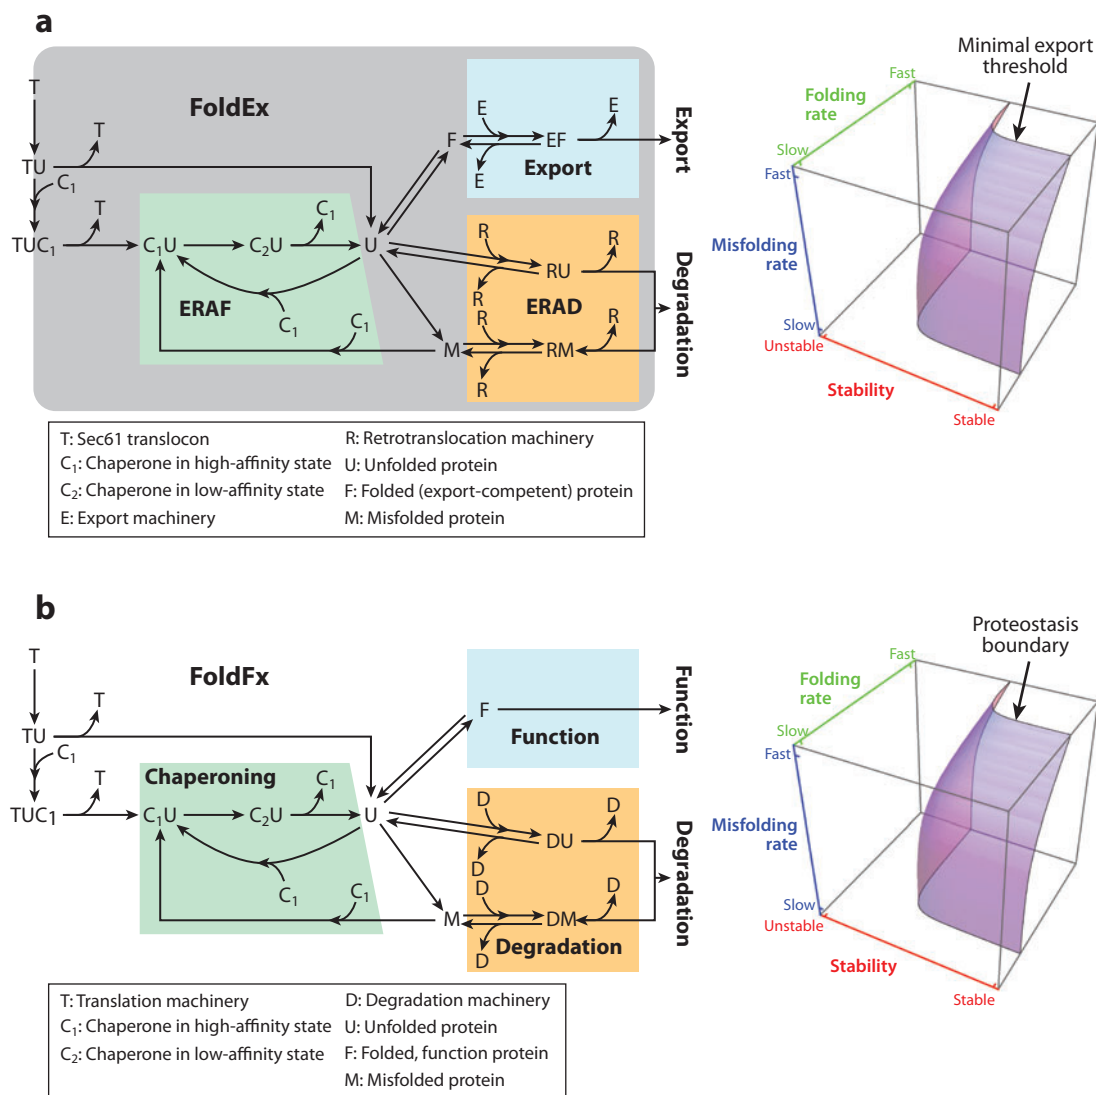 a
FoldEx
T
T
TU
C₁
T
TUC₁
C₁U
C₂U
C₁
U
ERAF
C₁
C₁
F
E
E
EF
E
Export
Export
R
R
RU
R
ERAD
R
R
M
RM
R
Degradation
Minimal export
threshold
Fast
Folding
rate
Slow
Fast
Misfolding
rate
Slow
Unstable
Stability
Stable
T: Sec61 translocon
C₁: Chaperone in high-affinity state
C₂: Chaperone in low-affinity state
E: Export machinery
R: Retrotranslocation machinery
U: Unfolded protein
F: Folded (export-competent) protein
M: Misfolded protein
b
FoldFx
T
T
TU
C₁
T
TUC₁
Chaperoning
C₁U
C₂U
C₁
U
C₁
C₁
F
Function
Function
D
D
DU
D
D
D
M
DM
Degradation
D
Degradation
Proteostasis
boundary
Fast
Folding
rate
Slow
Fast
Misfolding
rate
Slow
Unstable
Stability
Stable
T: Translation machinery
C₁: Chaperone in high-affinity state
C₂: Chaperone in low-affinity state
D: Degradation machinery
U: Unfolded protein
F: Folded, function protein
M: Misfolded protein